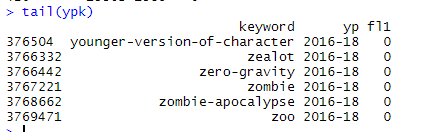 > tail(ypk)
keyword yp fl1
376504 younger-version-of-character 2016-18 0
3766332 zealot 2016-18 0
3766442 zero-gravity 2016-18 0
3767221 zombie 2016-18 0
3768662 zombie-apocalypse 2016-18 0
3769471 zoo 2016-18 0
>